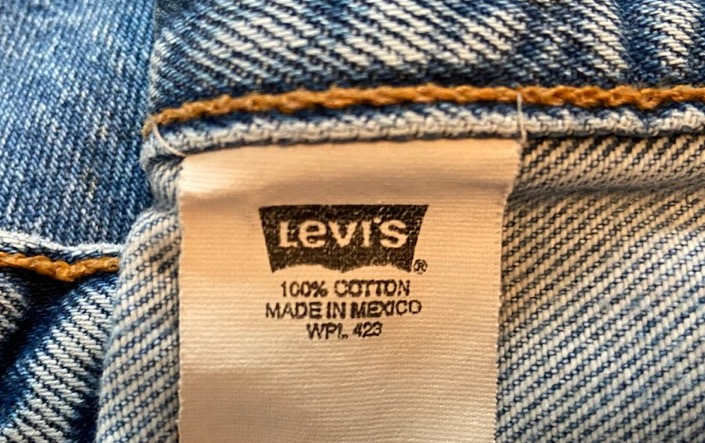 Levi's
®
100% COTTON
MADE IN MEXICO
WPL 423